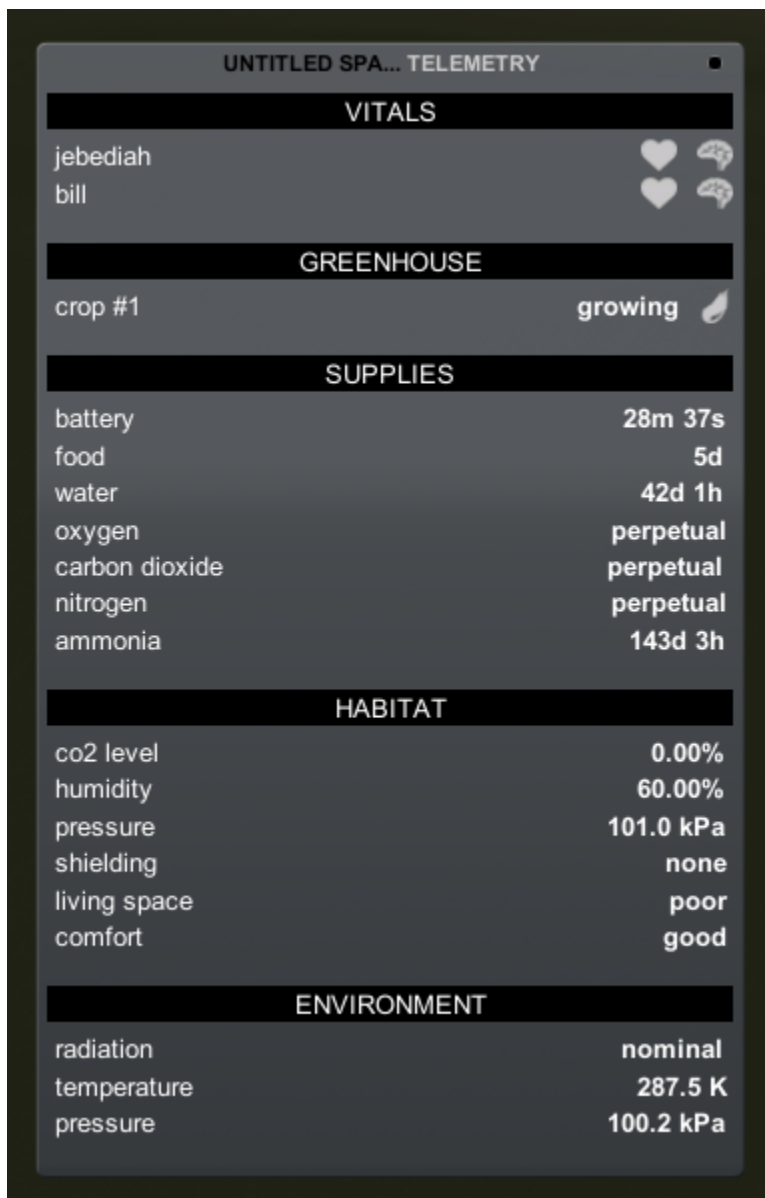 UNTITLED SPA... TELEMETRY
VITALS
jebediah
bill
GREENHOUSE
crop #1 growing
SUPPLIES
battery 28m 37s
food 5d
water 42d 1h
oxygen perpetual
carbon dioxide perpetual
nitrogen perpetual
ammonia 143d 3h
HABITAT
co2 level 0.00%
humidity 60.00%
pressure 101.0 kPa
shielding none
living space poor
comfort good
ENVIRONMENT
radiation nominal
temperature 287.5 K
pressure 100.2 kPa